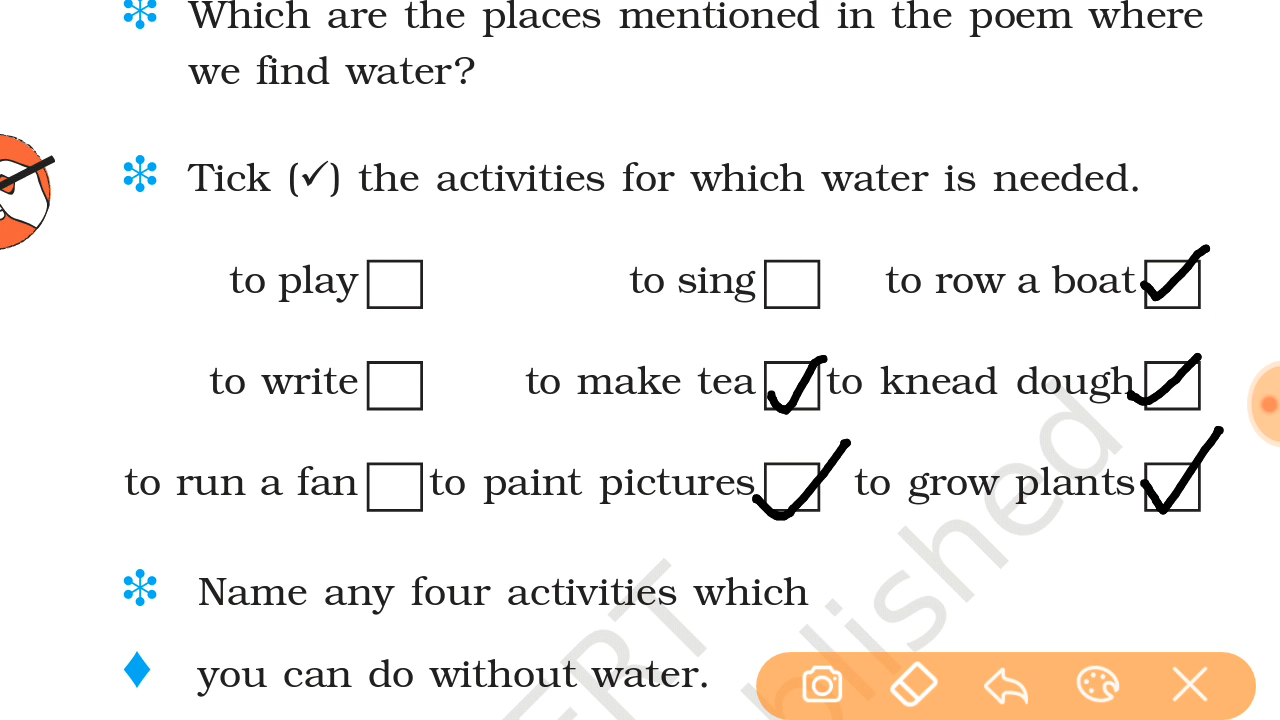 Which are the places mentioned in the poem where
we find water?
Tick (✓) the activities for which water is needed.
to play to sing to row a boat ✓
to write to make tea ✓ to knead dough ✓
to run a fan to paint pictures ✓ to grow plants ✓
Name any four activities which
you can do without water.